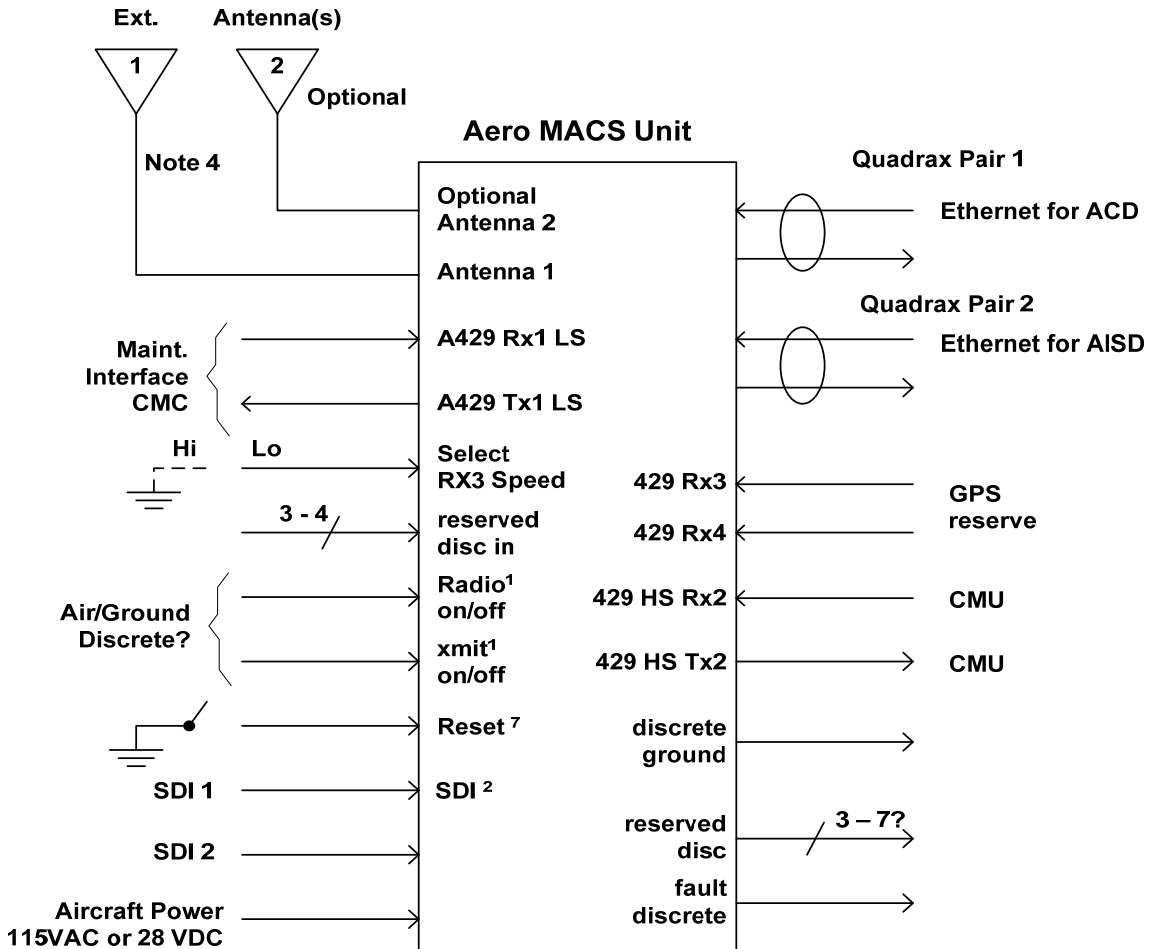 Ext.
Antenna(s)
1
2
Optional
Note 4
Aero MACS Unit
Optional
Antenna 2
Antenna 1
Quadrax Pair 1
Ethernet for ACD
Quadrax Pair 2
Ethernet for AISD
Maint.
Interface
CMC
A429 Rx1 LS
A429 Tx1 LS
Hi
Lo
Select
RX3 Speed
3 - 4
reserved
disc in
Air/Ground
Discrete?
Radio¹
on/off
xmit¹
on/off
Reset ⁷
SDI 1
SDI ²
SDI 2
Aircraft Power
115VAC or 28 VDC
429 Rx3
429 Rx4
GPS
reserve
429 HS Rx2
CMU
429 HS Tx2
CMU
discrete
ground
reserved
disc
3 – 7?
fault
discrete